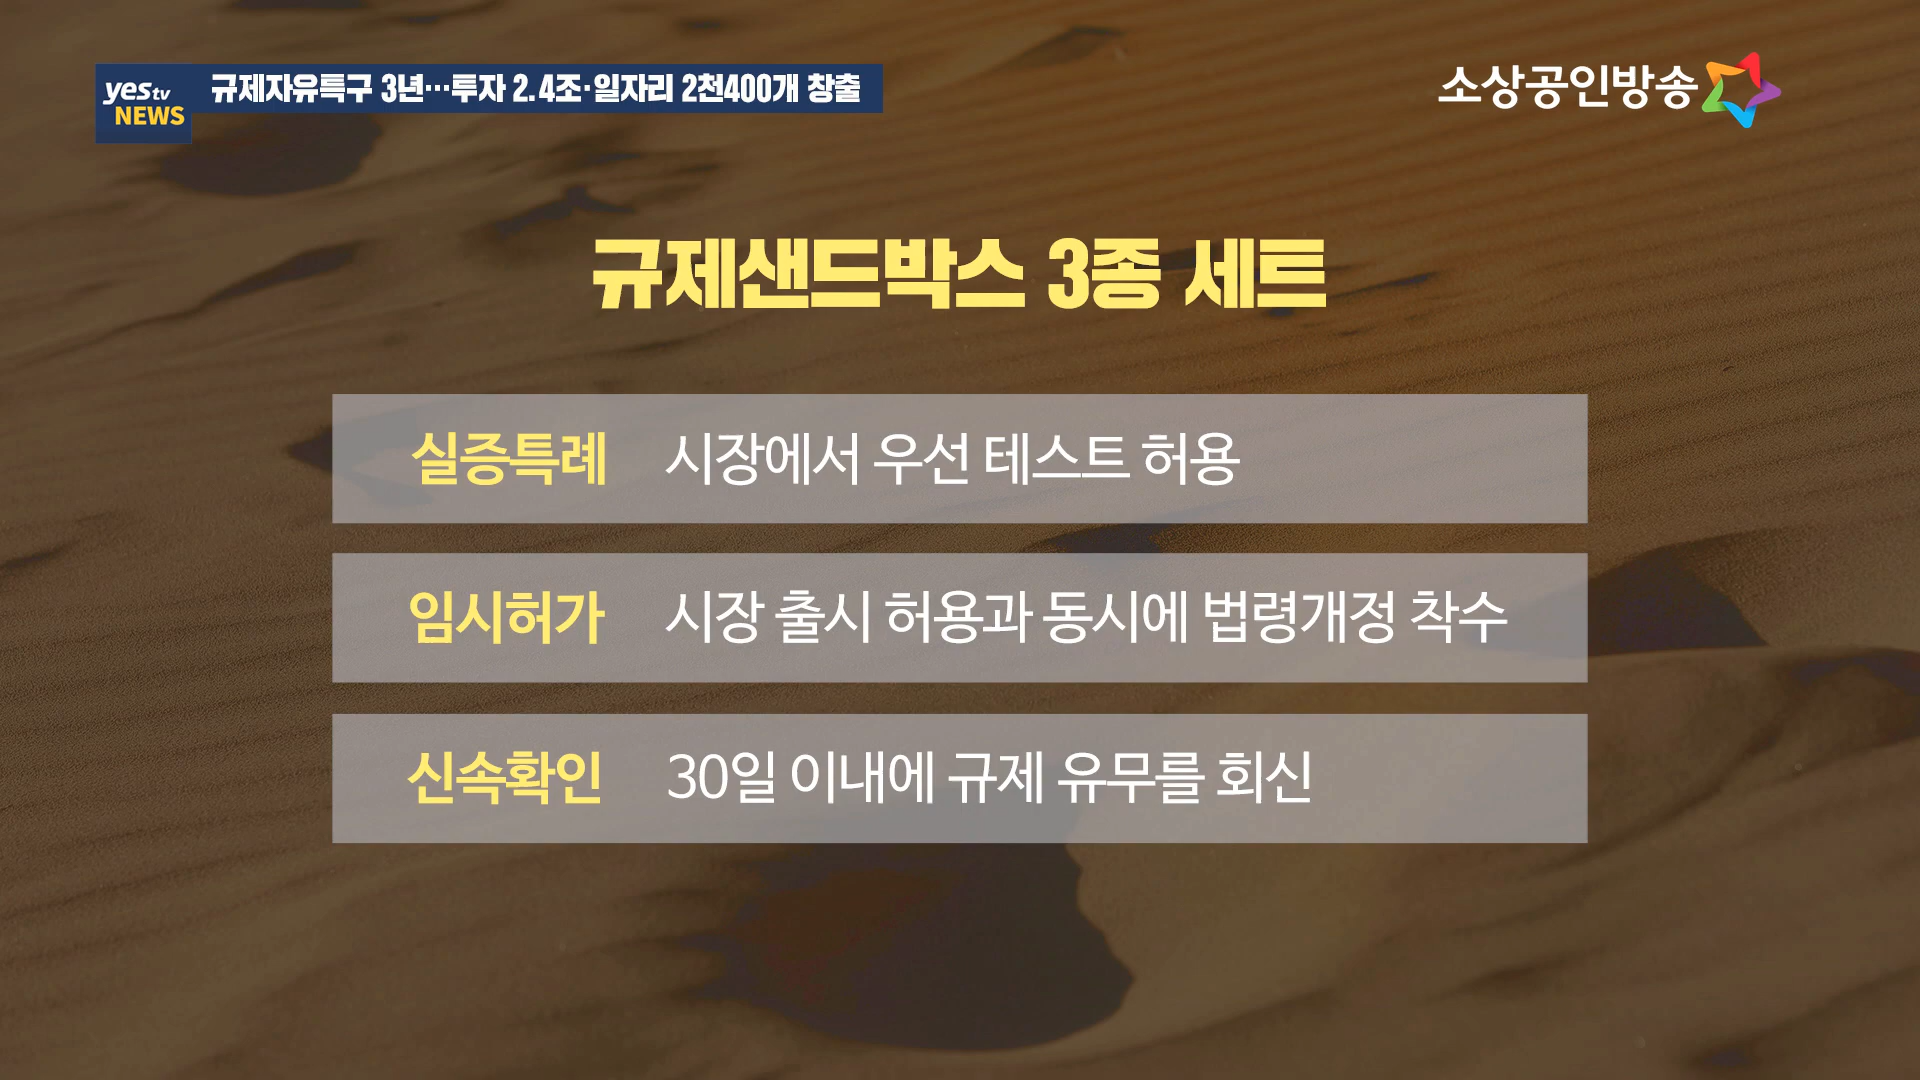 yes tv
NEWS
규제자유특구 3년…투자 2.4조·일자리 2천400개 창출
소상공인방송
규제샌드박스 3종 세트
실증특례 시장에서 우선 테스트 허용
임시허가 시장 출시 허용과 동시에 법령개정 착수
신속확인 30일 이내에 규제 유무를 회신